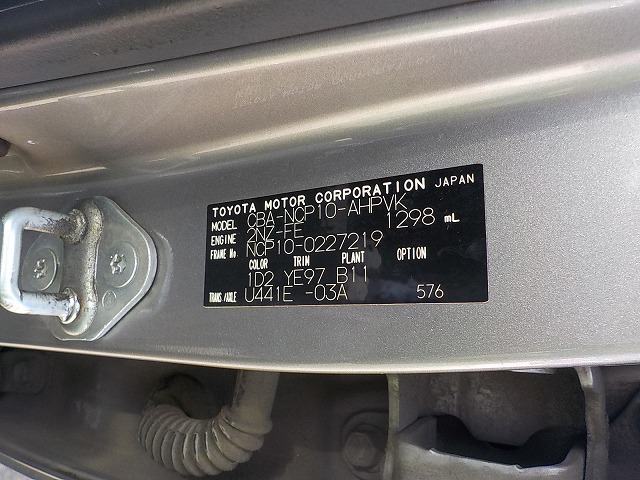 TOYOTA MOTOR CORPORATION JAPAN
MODEL CBA-NCP10-AHPVK
ENGINE 2NZ-FE 1298 mL
FRAME No NCP10-0227219
COLOR TRIM PLANT OPTION
1D2 YE97 B11
TRANS/AXLE U441E -03A 576